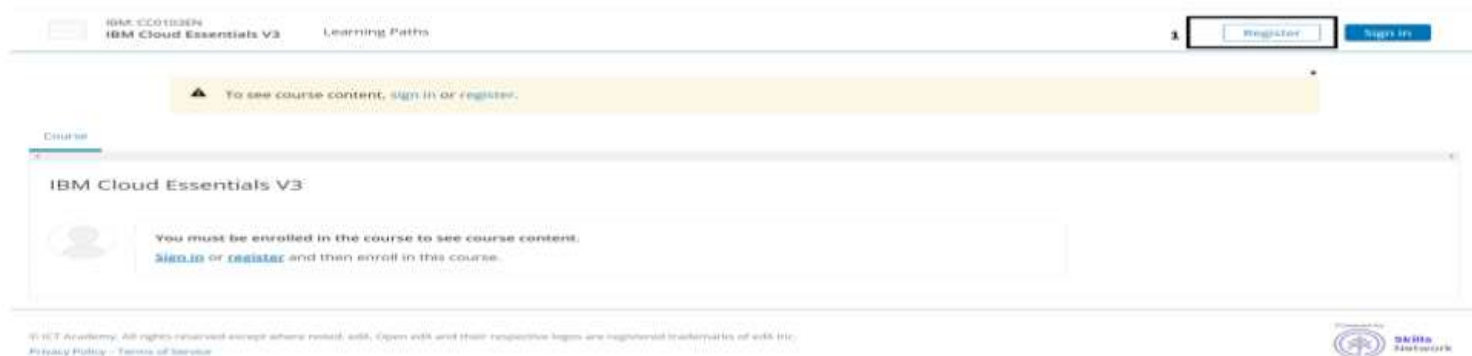 IBM: CC0103EN
IBM Cloud Essentials V3
Learning Paths
1
Register
Sign in
To see course content, sign in or register.
Course
IBM Cloud Essentials V3
You must be enrolled in the course to see course content.
Sign in or register and then enroll in this course.
© ICT Academy. All rights reserved except where noted. edX, Open edX and their respective logos are registered trademarks of edX Inc.
Privacy Policy - Terms of Service
Powered by
Skills
Network